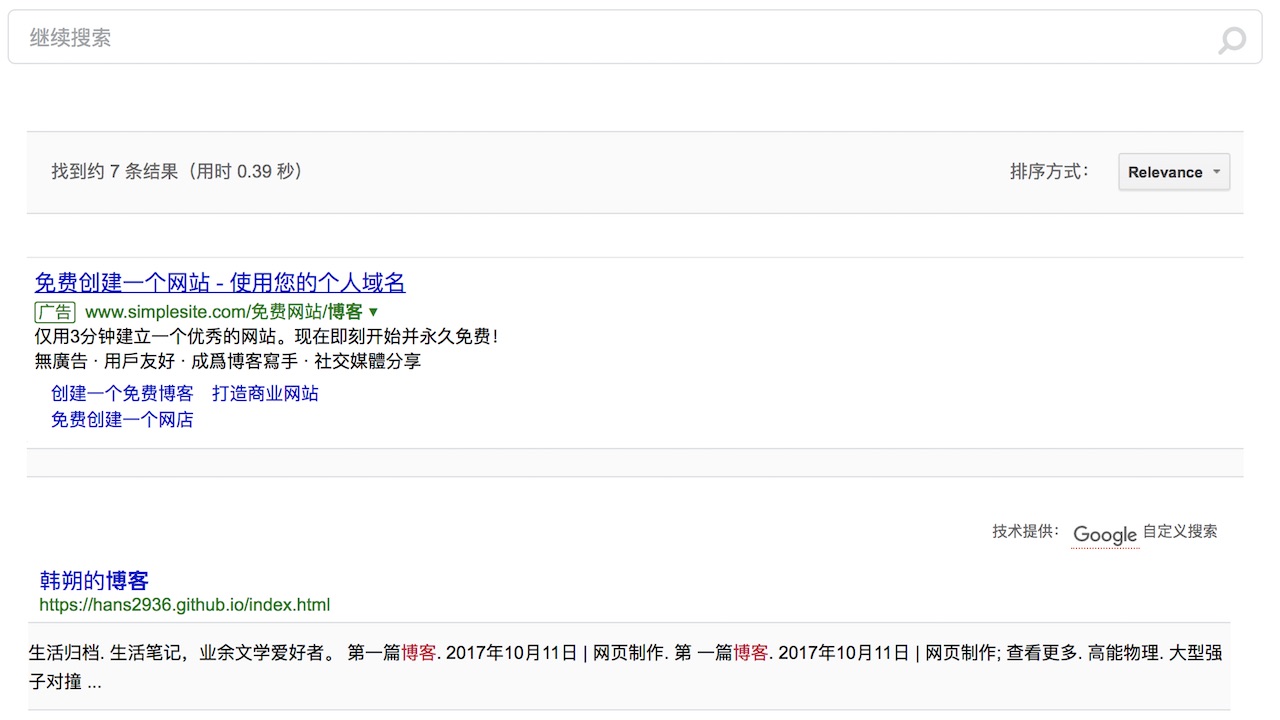 继续搜索
找到约 7 条结果（用时 0.39 秒） 排序方式： Relevance
免费创建一个网站 - 使用您的个人域名
广告 www.simplesite.com/免费网站/博客 ▼
仅用3分钟建立一个优秀的网站。现在即刻开始并永久免费！
無廣告 · 用戶友好 · 成爲博客寫手 · 社交媒體分享
创建一个免费博客 打造商业网站
免费创建一个网店
技术提供： Google 自定义搜索
韩朔的博客
https://hans2936.github.io/index.html
生活归档. 生活笔记，业余文学爱好者。 第一篇博客. 2017年10月11日 | 网页制作. 第 一篇博客. 2017年10月11日 | 网页制作; 查看更多. 高能物理. 大型强
子对撞 ...